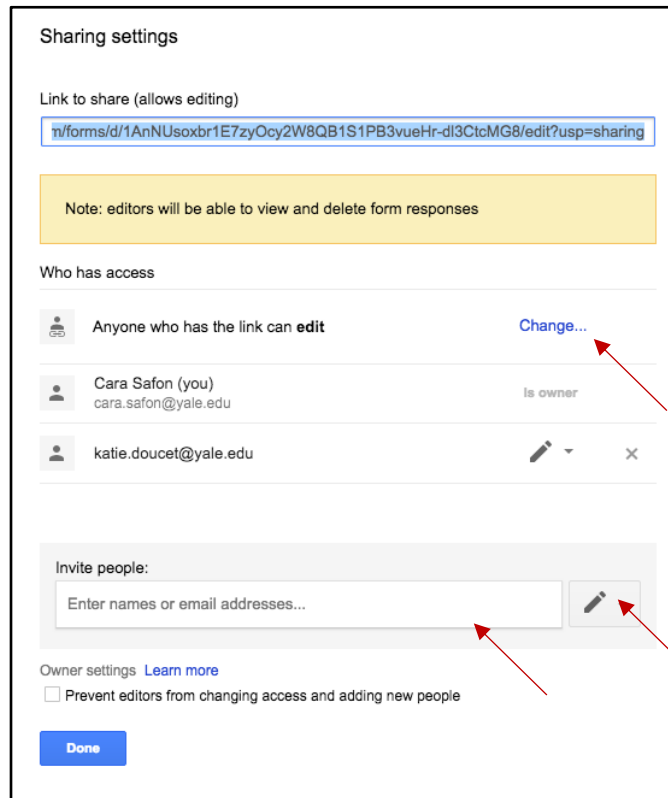 Sharing settings
Link to share (allows editing)
m/forms/d/1AnNUsoxbr1E7zyOcy2W8QB1S1PB3vueHr-dI3CtcMG8/edit?usp=sharing
Note: editors will be able to view and delete form responses
Who has access
Anyone who has the link can edit Change...
Cara Safon (you) Is owner
cara.safon@yale.edu
katie.doucet@yale.edu
Invite people:
Enter names or email addresses...
Owner settings Learn more
Prevent editors from changing access and adding new people
Done